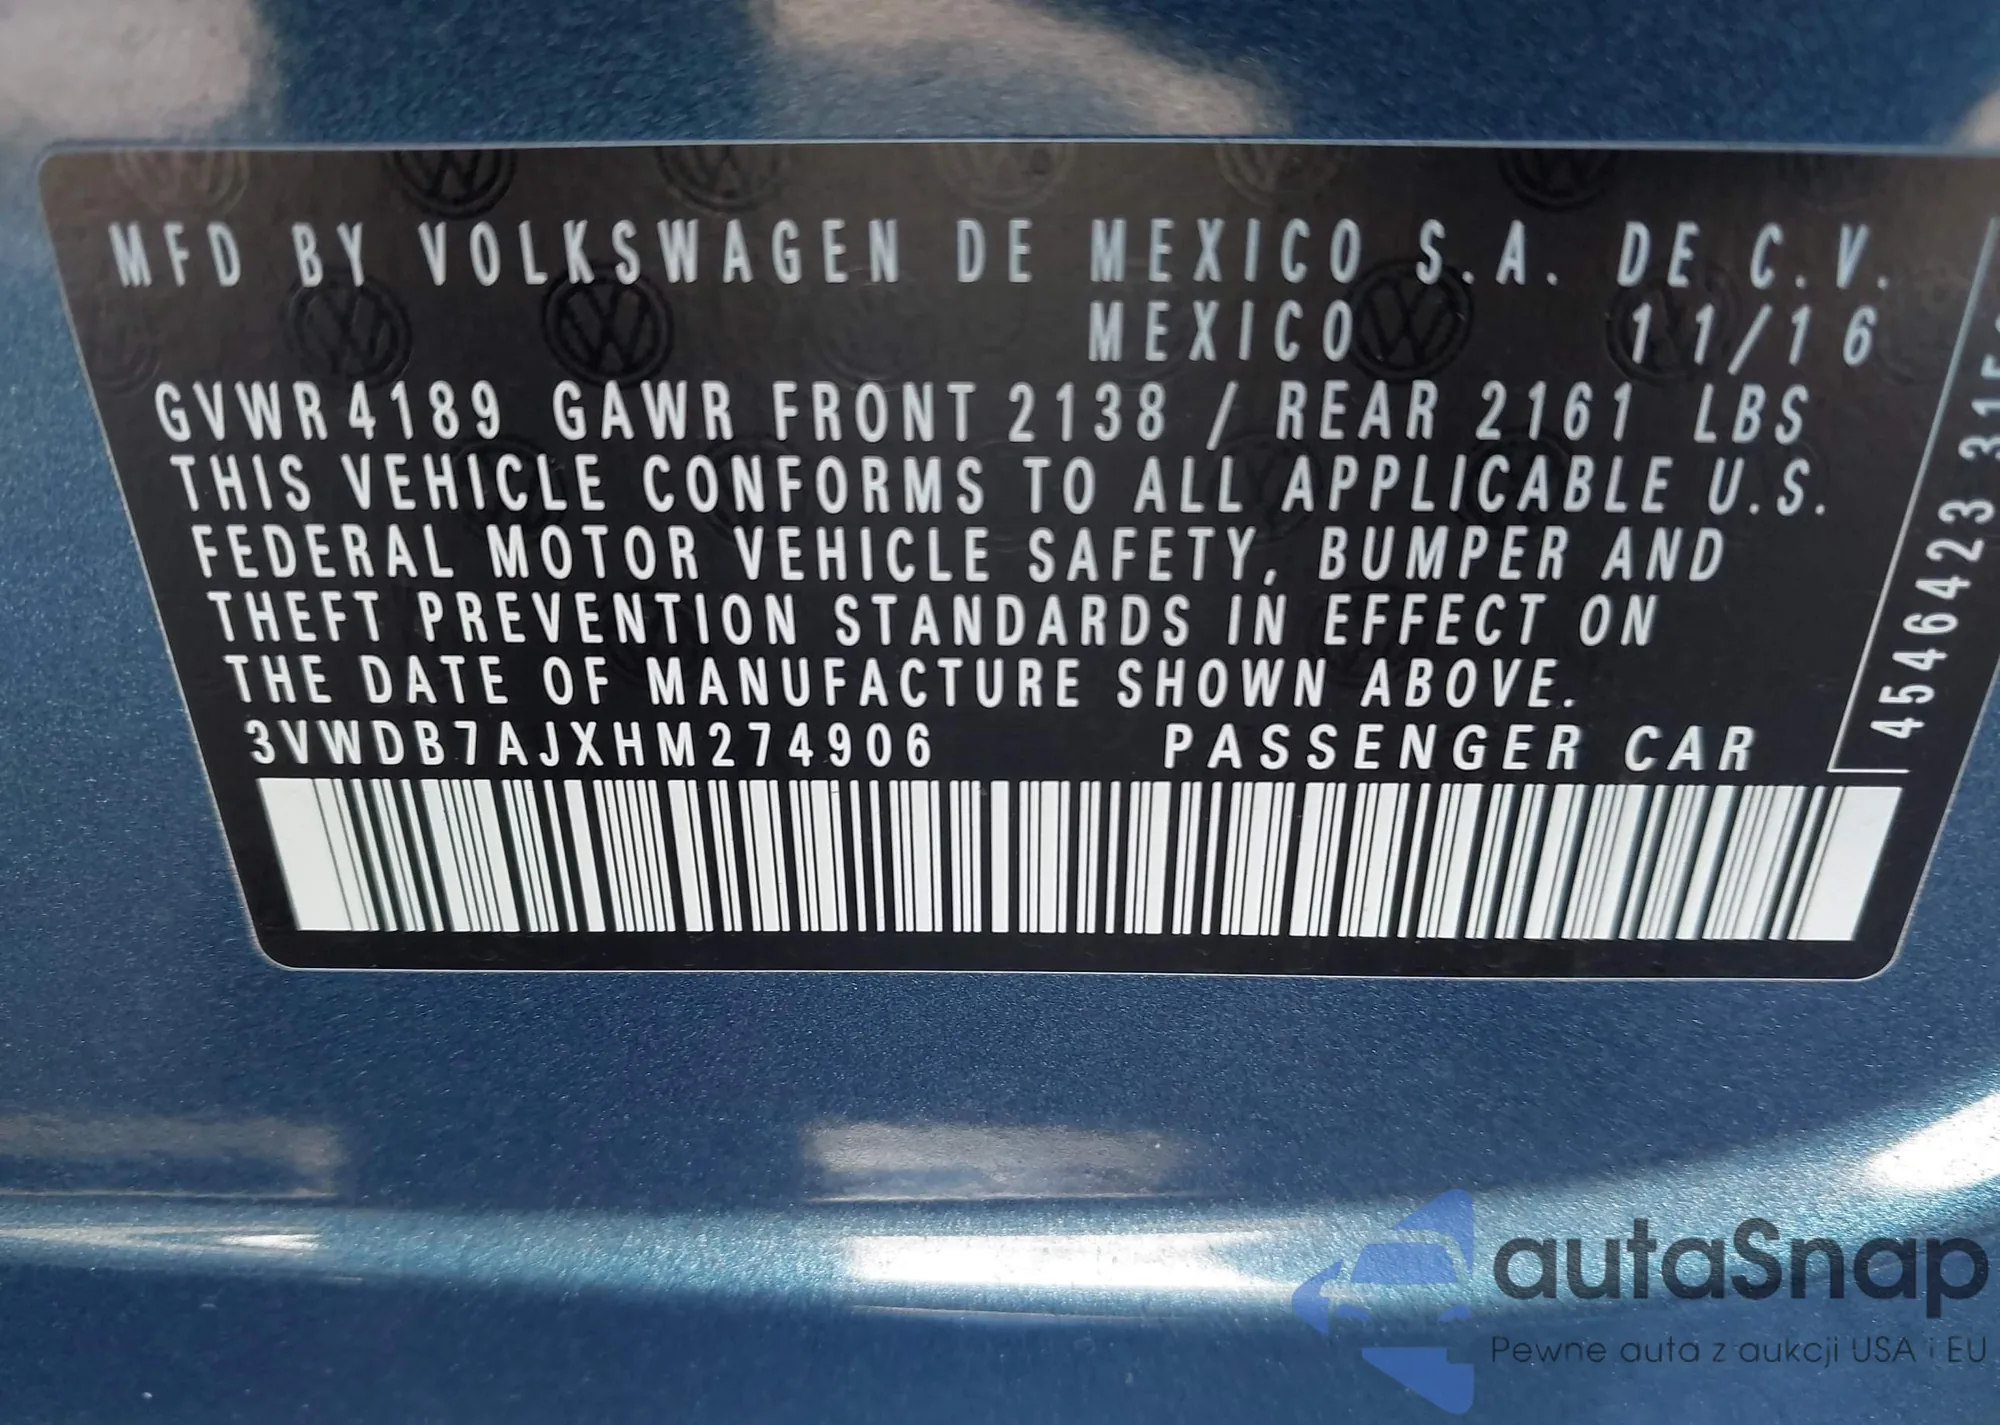 MFD BY VOLKSWAGEN DE MEXICO S.A. DE C.V.
MEXICO 11/16
GVWR 4189 GAWR FRONT 2138 / REAR 2161 LBS
THIS VEHICLE CONFORMS TO ALL APPLICABLE U.S.
FEDERAL MOTOR VEHICLE SAFETY, BUMPER AND
THEFT PREVENTION STANDARDS IN EFFECT ON
THE DATE OF MANUFACTURE SHOWN ABOVE.
3VWDB7AJXHM274906 PASSENGER CAR
4546423
autaSnap
Pewne auta z aukcji USA i EU